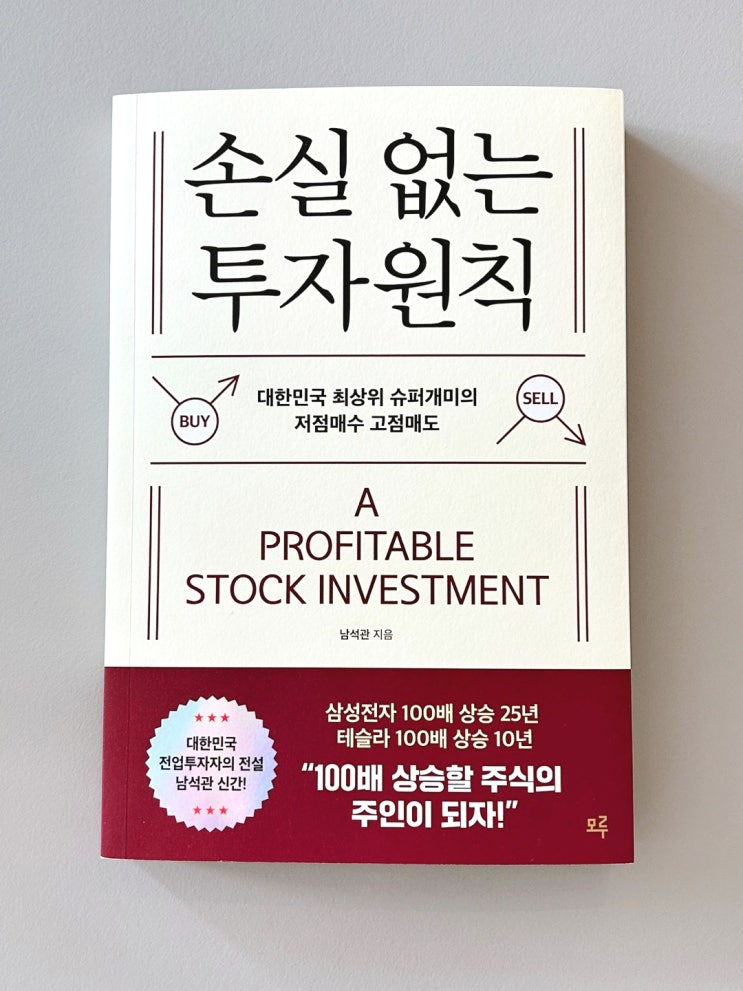 손실 없는
투자원칙
BUY
대한민국 최상위 슈퍼개미의
저점매수 고점매도
SELL
A
PROFITABLE
STOCK INVESTMENT
남석관 지음
★★★
대한민국
전업투자자의 전설
남석관 신간!
★★★
삼성전자 100배 상승 25년
테슬라 100배 상승 10년
“100배 상승할 주식의
주인이 되자!”
모루